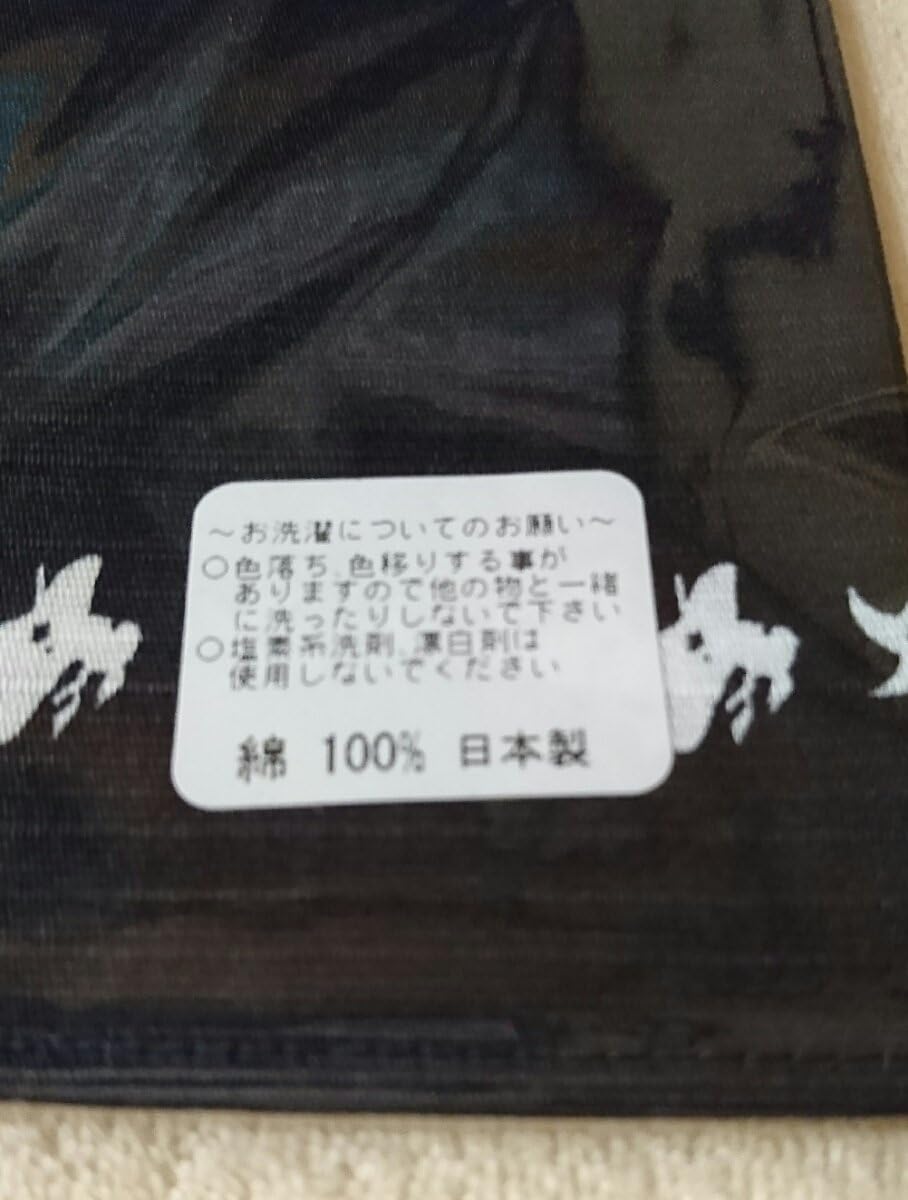 ~お洗濯についてのお願い~
○色落ち、色移りする事が
ありますので他の物と一緒
に洗ったりしないで下さい
○塩素系洗剤、漂白剤は
使用しないでください
綿 100% 日本製